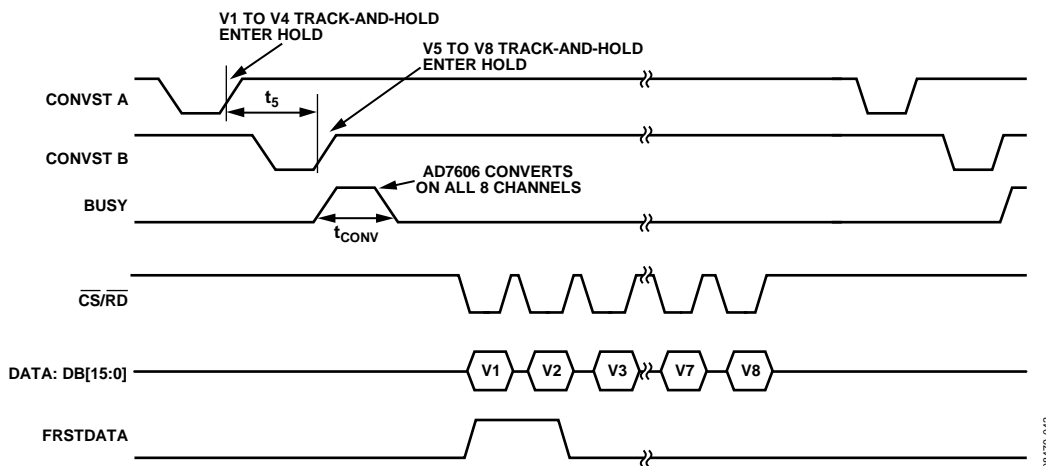 V1 TO V4 TRACK-AND-HOLD
ENTER HOLD
V5 TO V8 TRACK-AND-HOLD
ENTER HOLD
CONVST A
t5
CONVST B
AD7606 CONVERTS
ON ALL 8 CHANNELS
BUSY
tCONV
CS/RD
DATA: DB[15:0]
V1
V2
V3
V7
V8
FRSTDATA